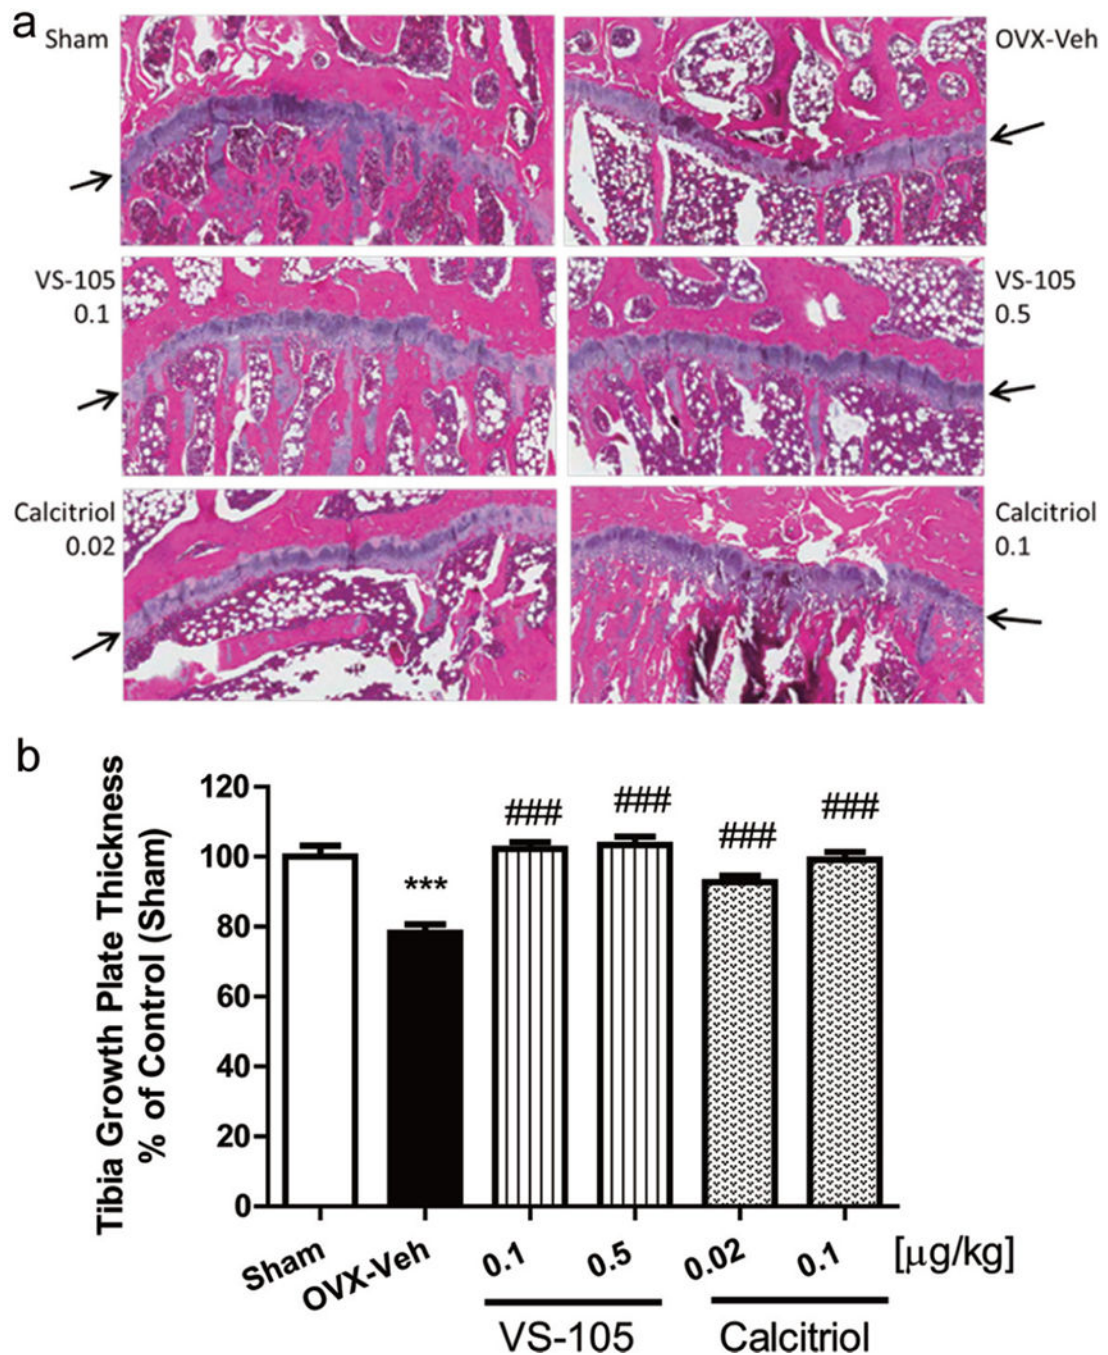 a
Sham
OVX-Veh
VS-105
0.1
VS-105
0.5
Calcitriol
0.02
Calcitriol
0.1
b
Tibia Growth Plate Thickness
% of Control (Sham)
120
100
80
60
40
20
0
***
###
###
###
###
Sham
OVX-Veh
0.1
0.5
0.02
0.1
[μg/kg]
VS-105
Calcitriol